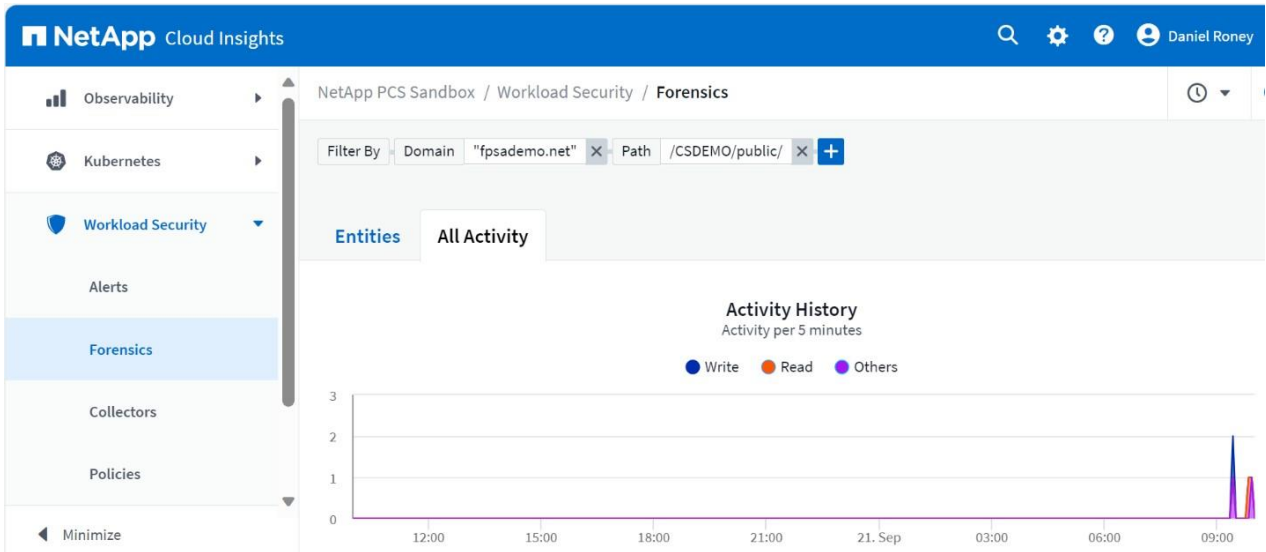 NetApp Cloud Insights
Daniel Roney
Observability
Kubernetes
Workload Security
Alerts
Forensics
Collectors
Policies
Minimize
NetApp PCS Sandbox / Workload Security / Forensics
Filter By Domain "fpsademo.net" X Path /CSDEMO/public/ X +
Entities All Activity
Activity History
Activity per 5 minutes
Write Read Others
3
2
1
0
12:00 15:00 18:00 21:00 21. Sep 03:00 06:00 09:00